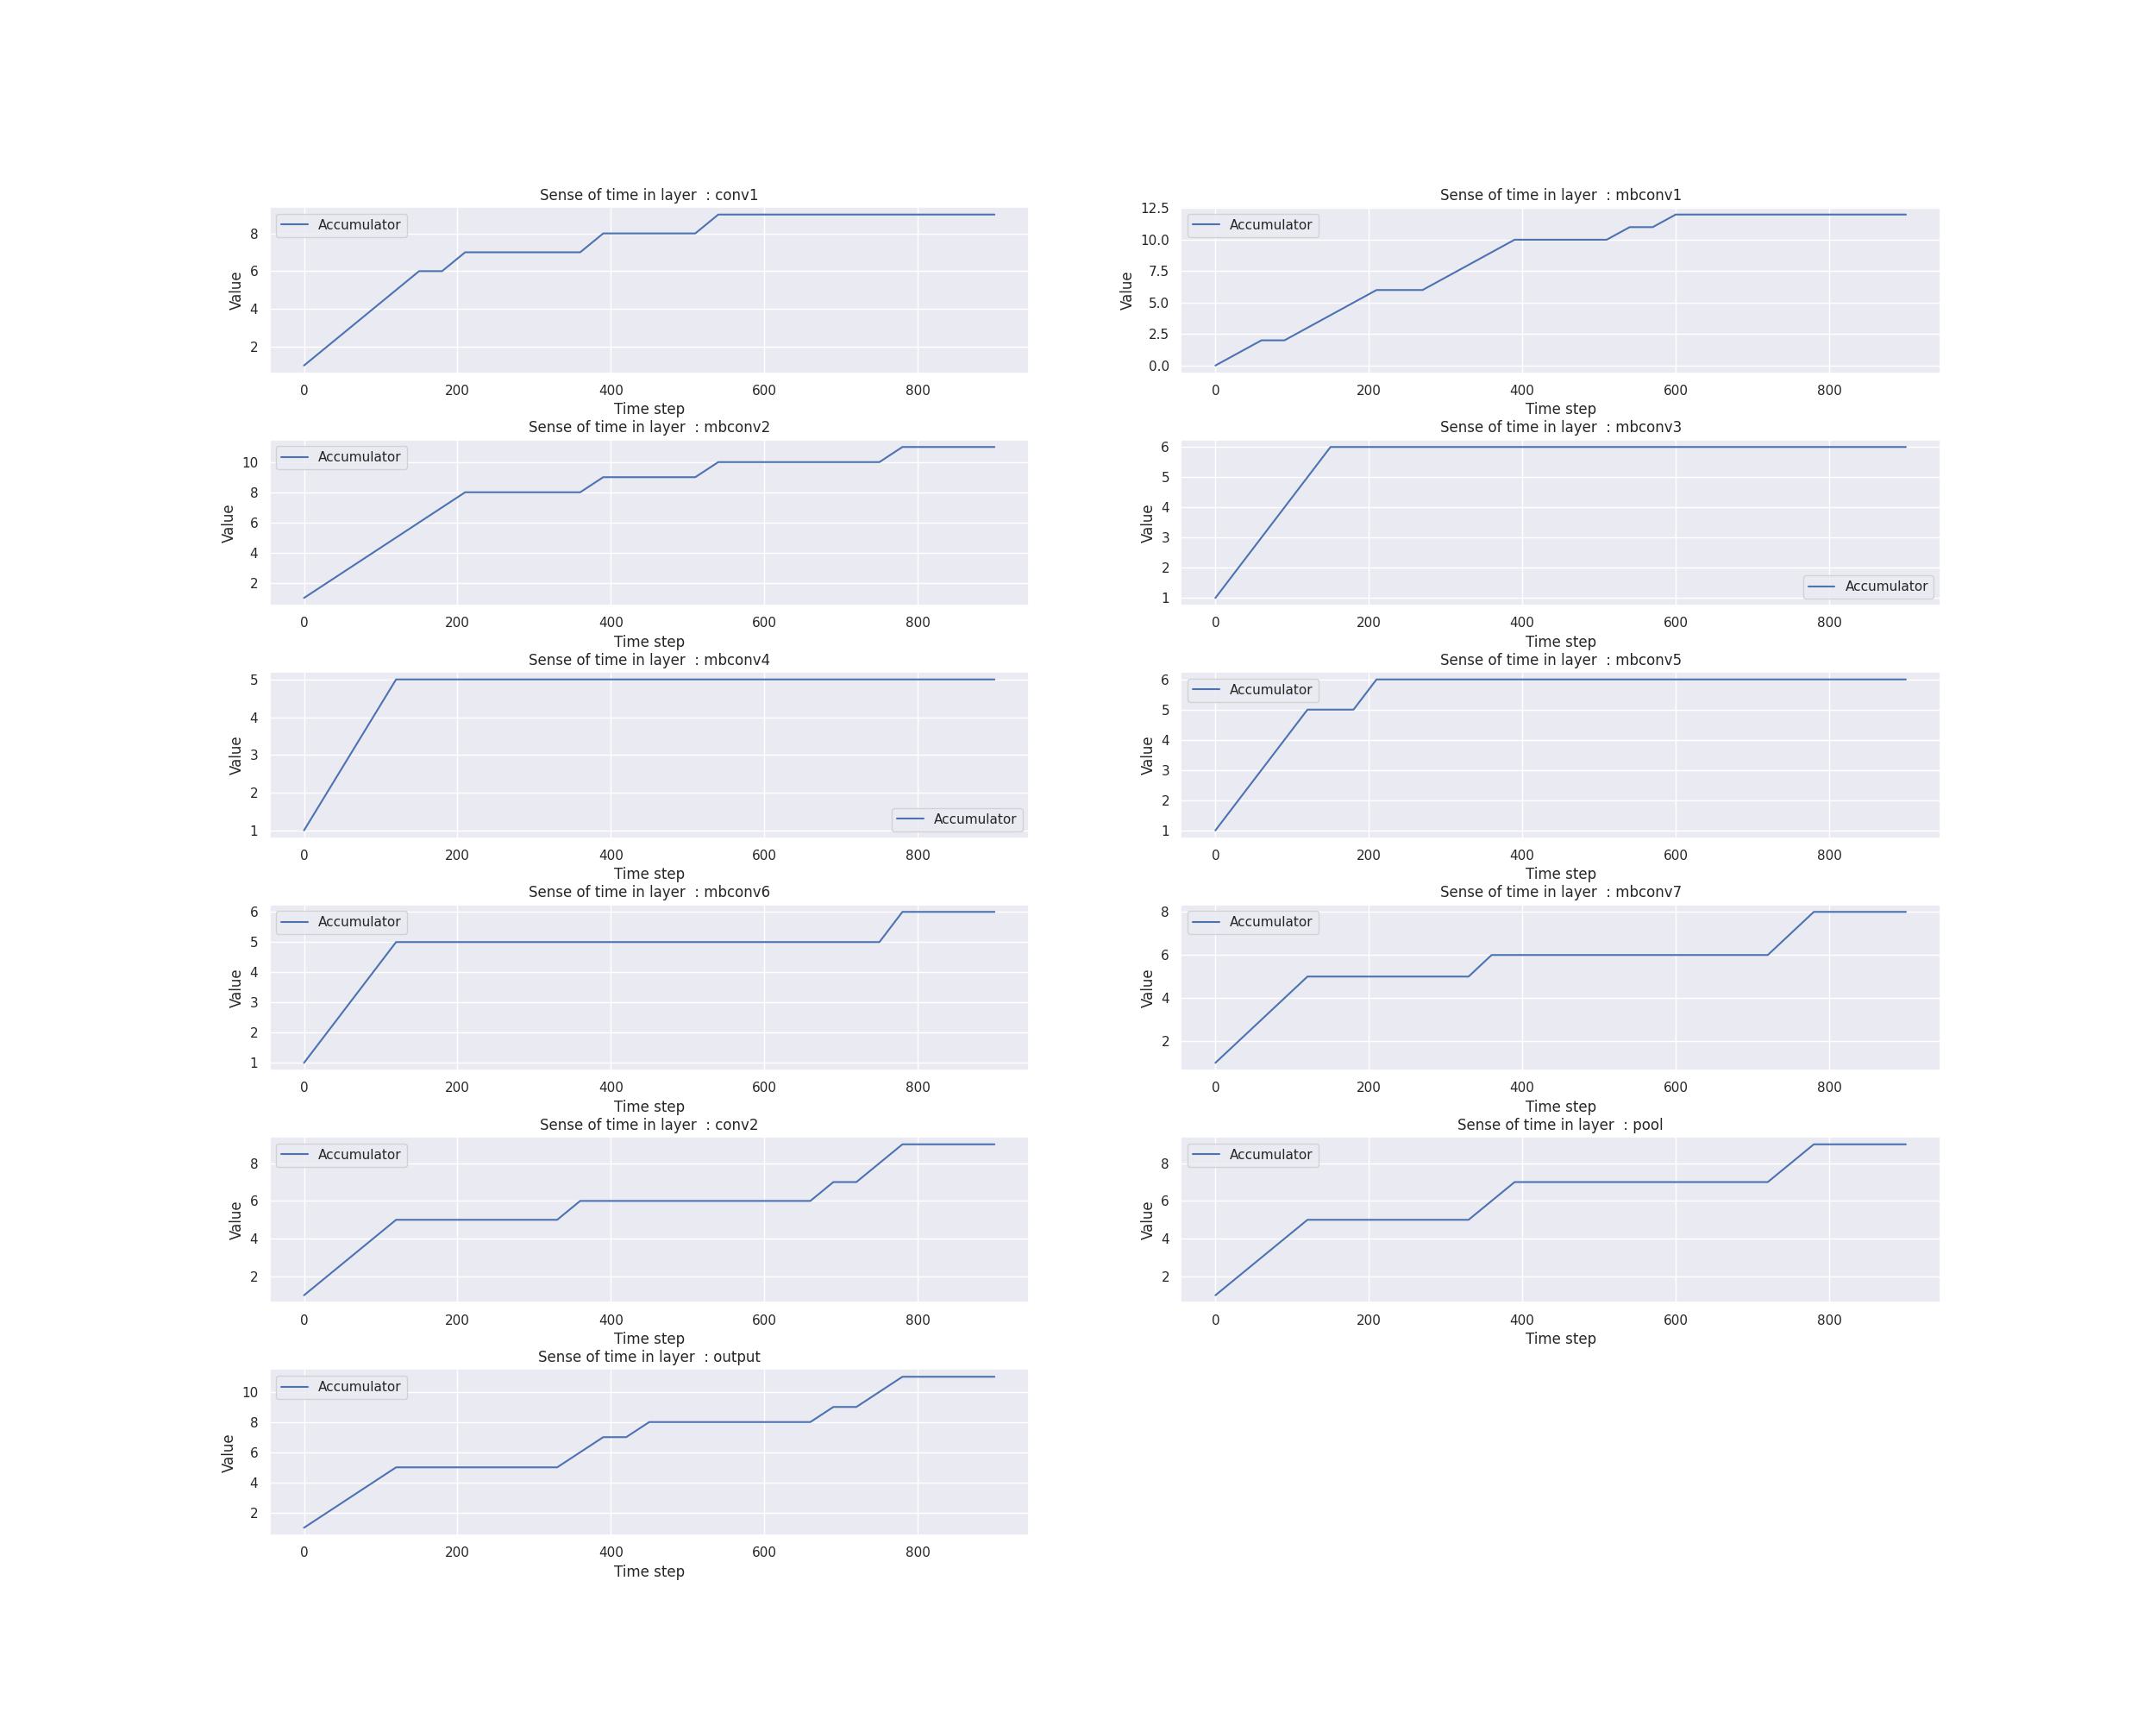 Sense of time in layer : conv1
Accumulator
8
6
4
2
Value
0 200 400 600 800
Time step
Sense of time in layer : mbconv1
Accumulator
12.5
10.0
7.5
5.0
2.5
0.0
Value
0 200 400 600 800
Time step
Sense of time in layer : mbconv2
Accumulator
10
8
6
4
2
Value
0 200 400 600 800
Time step
Sense of time in layer : mbconv3
6
5
4
3
2
1
Value
Accumulator
0 200 400 600 800
Time step
Sense of time in layer : mbconv4
5
4
3
2
1
Value
Accumulator
0 200 400 600 800
Time step
Sense of time in layer : mbconv5
Accumulator
6
5
4
3
2
1
Value
0 200 400 600 800
Time step
Sense of time in layer : mbconv6
Accumulator
6
5
4
3
2
1
Value
0 200 400 600 800
Time step
Sense of time in layer : mbconv7
Accumulator
8
6
4
2
Value
0 200 400 600 800
Time step
Sense of time in layer : conv2
Accumulator
8
6
4
2
Value
0 200 400 600 800
Time step
Sense of time in layer : pool
Accumulator
8
6
4
2
Value
0 200 400 600 800
Time step
Sense of time in layer : output
Accumulator
10
8
6
4
2
Value
0 200 400 600 800
Time step